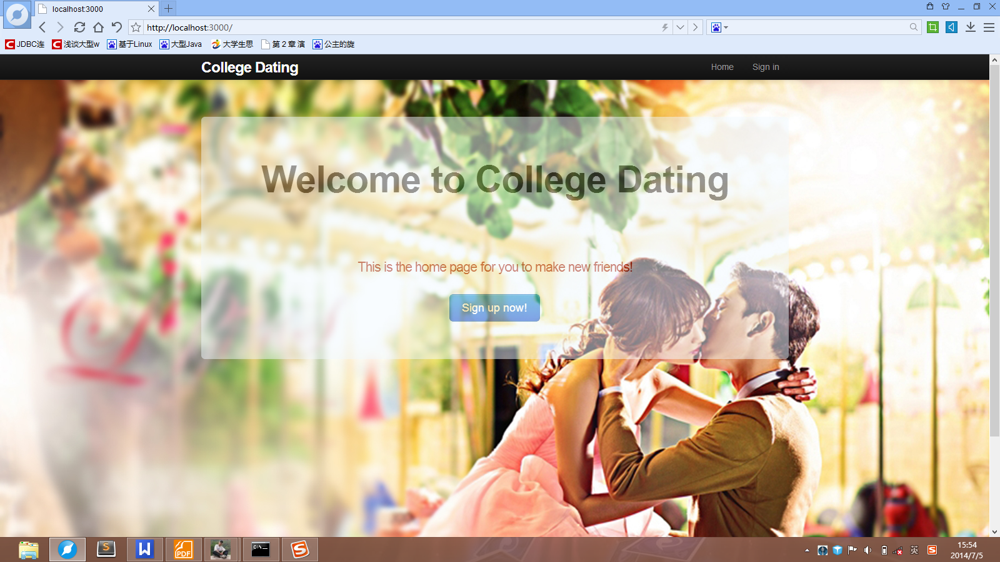 localhost:3000
http://localhost:3000/
JDBC连 浅谈大型w 基于Linux 大型Java 大学生思 第 2 章 演 公主的旋
College Dating Home Sign in
Welcome to College Dating
This is the home page for you to make new friends!
Sign up now!
S W PDF C:\._ S 英 S
15:54
2014/7/5